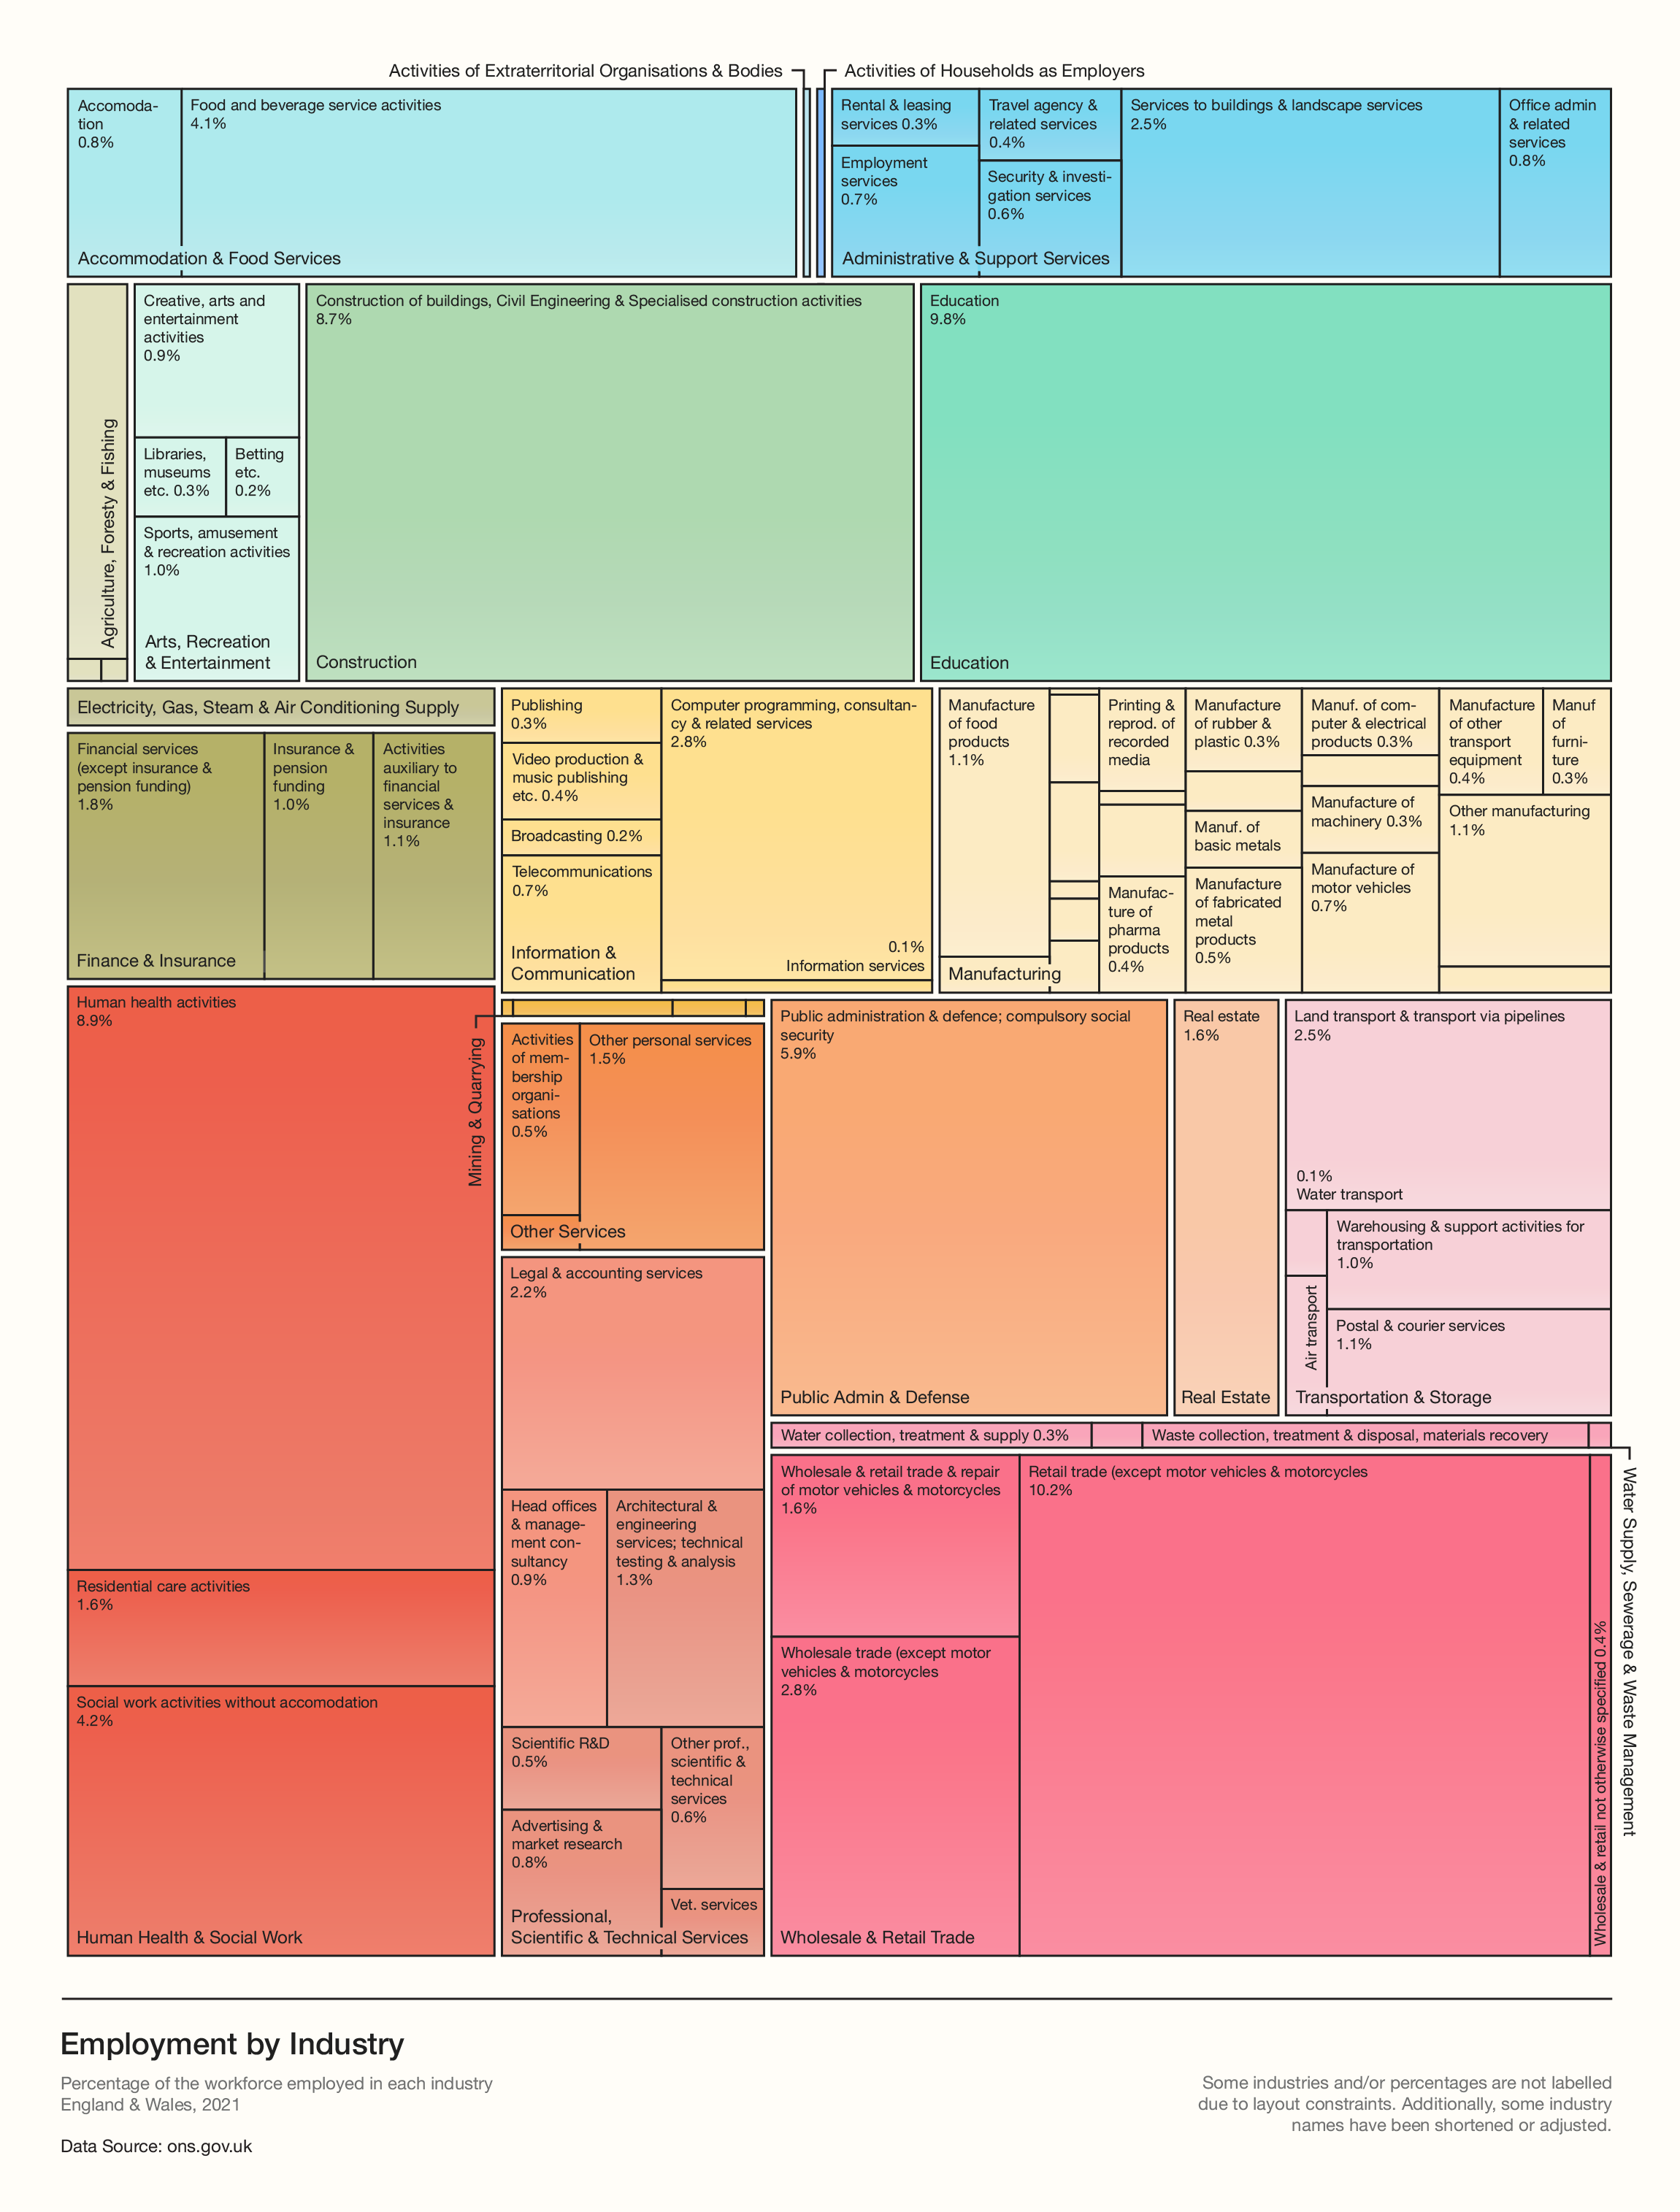 Activities of Extraterritorial Organisations & Bodies
Activities of Households as Employers
Accomoda-
tion
0.8%
Food and beverage service activities
4.1%
Accommodation & Food Services
Rental & leasing
services 0.3%
Employment
services
0.7%
Travel agency &
related services
0.4%
Security & investi-
gation services
0.6%
Services to buildings & landscape services
2.5%
Office admin
& related
services
0.8%
Administrative & Support Services
Agriculture, Foresty & Fishing
Creative, arts and
entertainment
activities
0.9%
Libraries,
museums
etc. 0.3%
Betting
etc.
0.2%
Sports, amusement
& recreation activities
1.0%
Arts, Recreation
& Entertainment
Construction of buildings, Civil Engineering & Specialised construction activities
8.7%
Construction
Education
9.8%
Education
Electricity, Gas, Steam & Air Conditioning Supply
Financial services
(except insurance &
pension funding)
1.8%
Insurance &
pension
funding
1.0%
Activities
auxiliary to
financial
services &
insurance
1.1%
Finance & Insurance
Publishing
0.3%
Video production &
music publishing
etc. 0.4%
Broadcasting 0.2%
Telecommunications
0.7%
Information &
Communication
Computer programming, consultan-
cy & related services
2.8%
0.1%
Information services
Manufacture
of food
products
1.1%
Manufacturing
Printing &
reprod. of
recorded
media
Manufac-
ture of
pharma
products
0.4%
Manufacture
of rubber &
plastic 0.3%
Manuf. of
basic metals
Manufacture
of fabricated
metal
products
0.5%
Manuf. of com-
puter & electrical
products 0.3%
Manufacture of
machinery 0.3%
Manufacture of
motor vehicles
0.7%
Manufacture
of other
transport
equipment
0.4%
Manuf
of
furni-
ture
0.3%
Other manufacturing
1.1%
Human health activities
8.9%
Residential care activities
1.6%
Social work activities without accomodation
4.2%
Human Health & Social Work
Mining & Quarrying
Activities
of mem-
bership
organi-
sations
0.5%
Other personal services
1.5%
Other Services
Legal & accounting services
2.2%
Head offices
& manage-
ment con-
sultancy
0.9%
Architectural &
engineering
services; technical
testing & analysis
1.3%
Scientific R&D
0.5%
Advertising &
market research
0.8%
Other prof.,
scientific &
technical
services
0.6%
Vet. services
Professional,
Scientific & Technical Services
Public administration & defence; compulsory social
security
5.9%
Public Admin & Defense
Real estate
1.6%
Real Estate
Land transport & transport via pipelines
2.5%
0.1%
Water transport
Warehousing & support activities for
transportation
1.0%
Air transport
Postal & courier services
1.1%
Transportation & Storage
Water collection, treatment & supply 0.3%
Waste collection, treatment & disposal, materials recovery
Water Supply, Sewerage & Waste Management
Wholesale & retail trade & repair
of motor vehicles & motorcycles
1.6%
Wholesale trade (except motor
vehicles & motorcycles
2.8%
Retail trade (except motor vehicles & motorcycles
10.2%
Wholesale & retail not otherwise specified 0.4%
Wholesale & Retail Trade
Employment by Industry
Percentage of the workforce employed in each industry
England & Wales, 2021
Data Source: ons.gov.uk
Some industries and/or percentages are not labelled
due to layout constraints. Additionally, some industry
names have been shortened or adjusted.